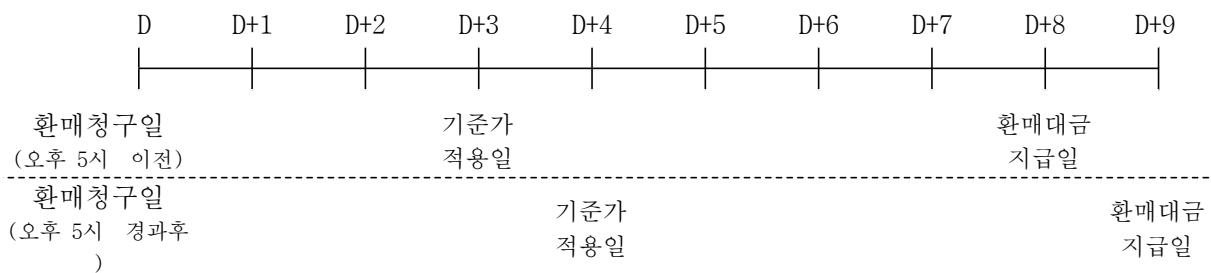 D D+1 D+2 D+3 D+4 D+5 D+6 D+7 D+8 D+9
환매청구일 기준가 환매대금
(오후 5시 이전) 적용일 지급일
환매청구일 기준가 환매대금
(오후 5시 경과후 적용일 지급일
)